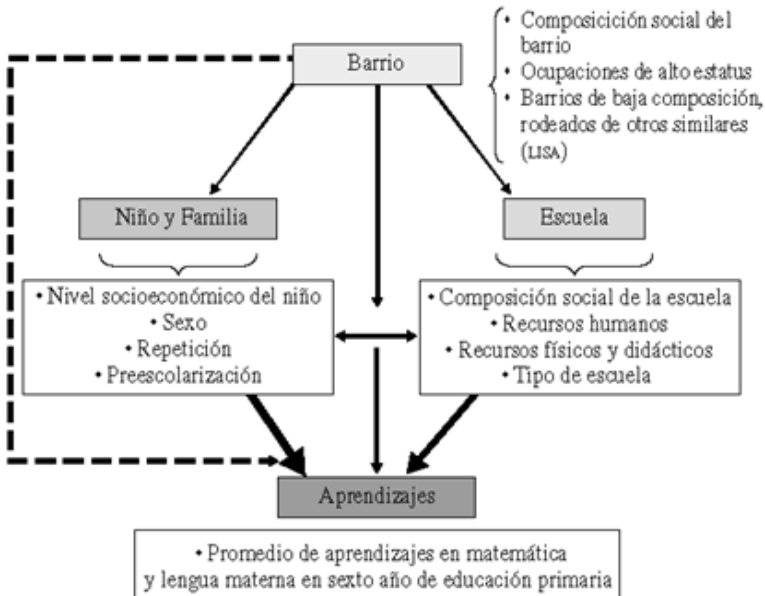 Barrio
• Composicición social del
barrio
• Ocupaciones de alto estatus
• Barrios de baja composición,
rodeados de otros similares
(LISA)
Niño y Familia
Escuela
• Nivel socioeconómico del niño
• Sexo
• Repetición
• Preescolarización
• Composición social de la escuela
• Recursos humanos
• Recursos físicos y didácticos
• Tipo de escuela
Aprendizajes
• Promedio de aprendizajes en matemática
y lengua materna en sexto año de educación primaria